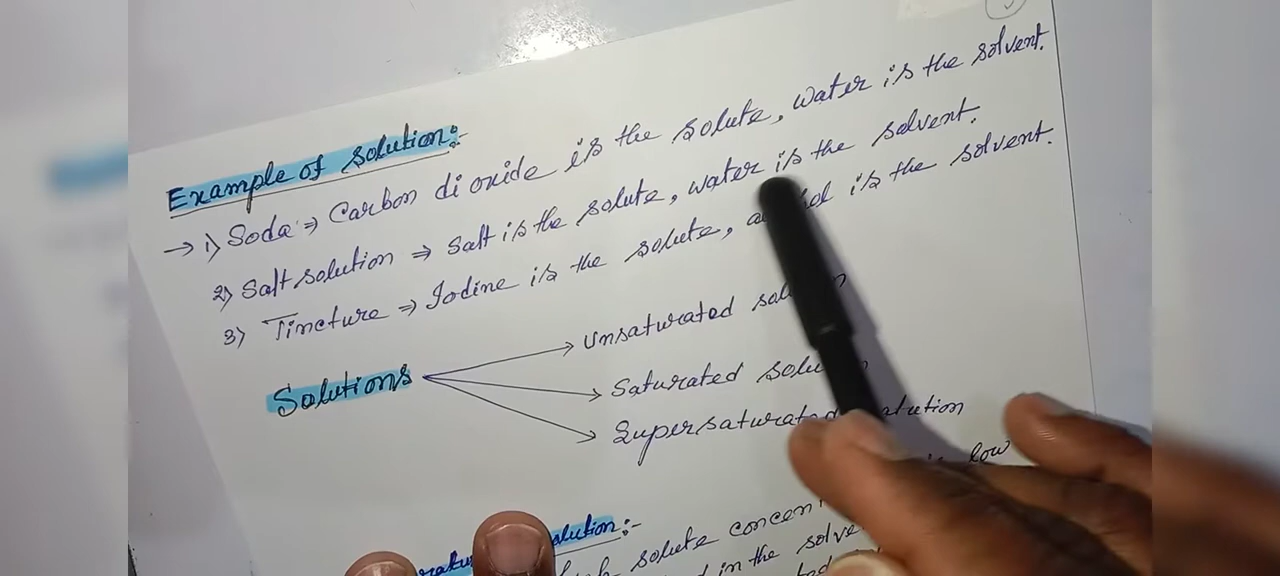 Example of solution:-
→ 1) Soda ⇒ Carbon di oxide is the solute, water is the solvent.
2) Salt solution ⇒ Salt is the solute, water is the solvent.
3) Tincture ⇒ Iodine is the solute, is the solvent.
Solutions
Unsaturated
Saturated
Supersaturated
is low
solute concen
in the